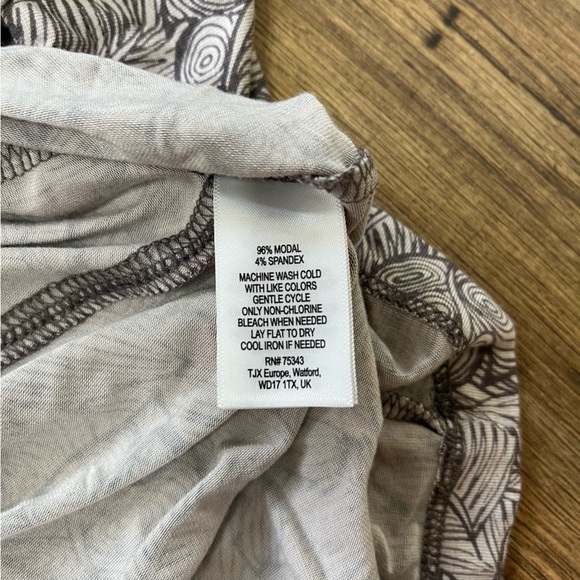 96% MODAL
4% SPANDEX
MACHINE WASH COLD
WITH LIKE COLORS
GENTLE CYCLE
ONLY NON-CHLORINE
BLEACH WHEN NEEDED
LAY FLAT TO DRY
COOL IRON IF NEEDED
RN# 75343
TJX Europe, Watford,
WD17 1TX, UK